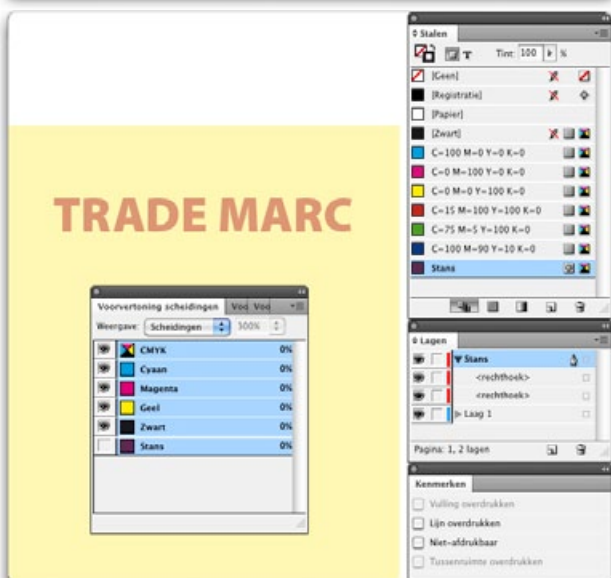 Stalen
T Tint: 100 %
[Geen]
[Registratie]
[Papier]
[Zwart]
C=100 M=0 Y=0 K=0
C=0 M=100 Y=0 K=0
C=0 M=0 Y=100 K=0
C=15 M=100 Y=100 K=0
C=75 M=5 Y=100 K=0
C=100 M=90 Y=10 K=0
Stans
TRADE MARC
Voorvertoning scheidingen Voo Voo
Weergave: Scheidingen 300%
CMYK 0%
Cyaan 0%
Magenta 0%
Geel 0%
Zwart 0%
Stans 0%
Lagen
Stans
<rechthoek>
<rechthoek>
Laag 1
Pagina: 1, 2 lagen
Kenmerken
Vulling overdrukken
Lijn overdrukken
Niet-afdrukbaar
Tussenruimte overdrukken